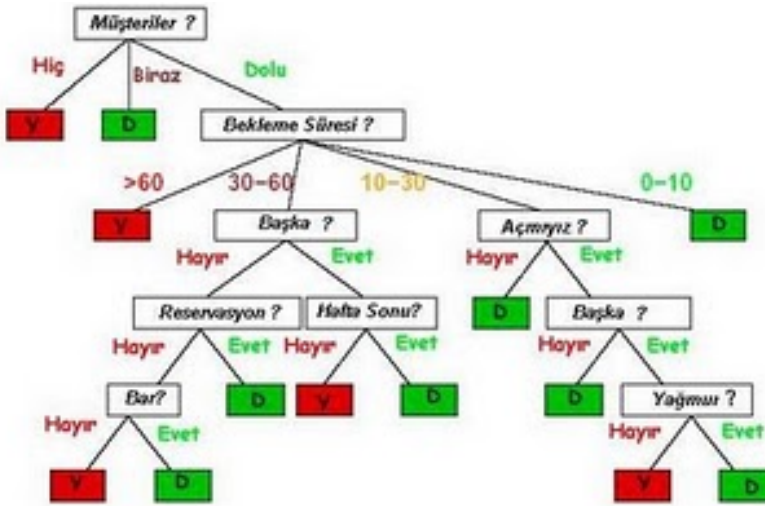 Müşteriler ?
Hiç Biraz Dolu
Y D Bekleme Süresi ?
>60 30-60 10-30 0-10
Y Başka ? Açmıyız ? D
Hayır Evet Hayır Evet
Reservasyon ? Hafta Sonu? D Başka ?
Hayır Evet Hayır Evet Hayır Evet
Bar? D Y D D Yağmur ?
Hayır Evet Hayır Evet
Y D Y D